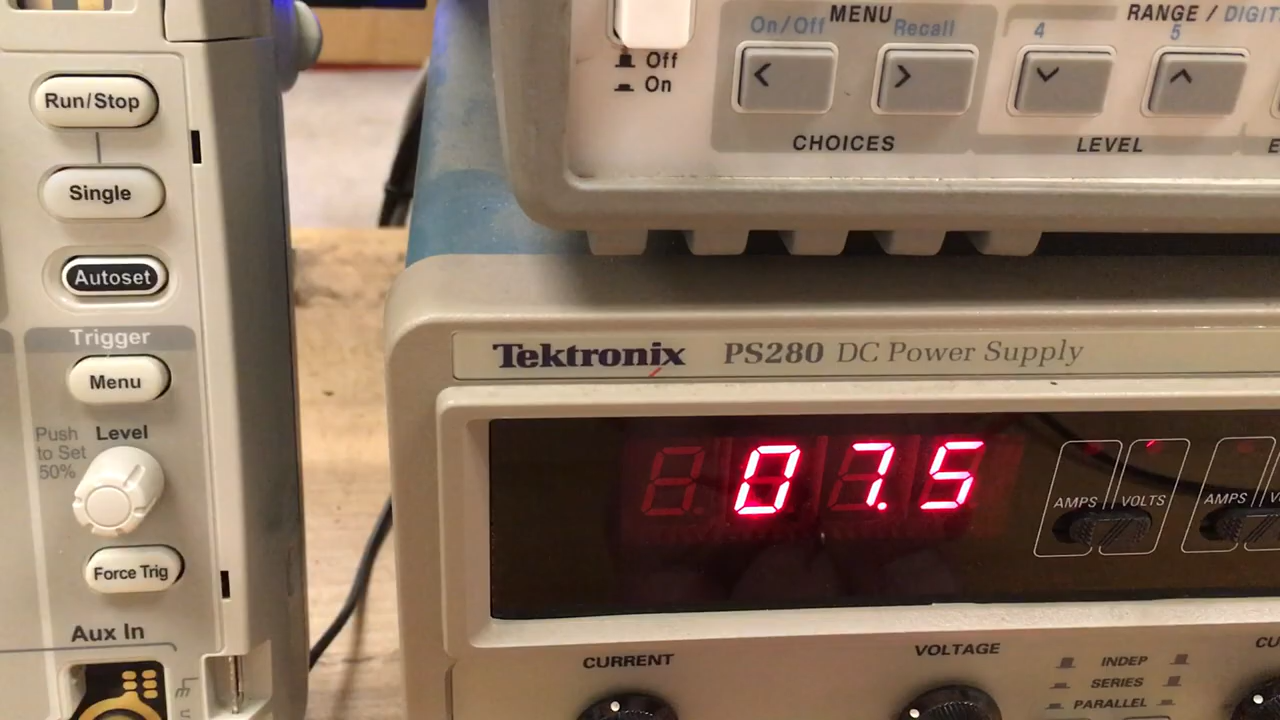 Run/Stop
Single
Autoset
Trigger
Menu
Push
to Set
50%
Level
Force Trig
Aux In
Off
On
On/Off MENU Recall
CHOICES
RANGE / DIGIT
4 5
LEVEL
Tektronix PS280 DC Power Supply
07.5
AMPS VOLTS
AMPS
CURRENT
VOLTAGE
INDEP
SERIES
PARALLEL